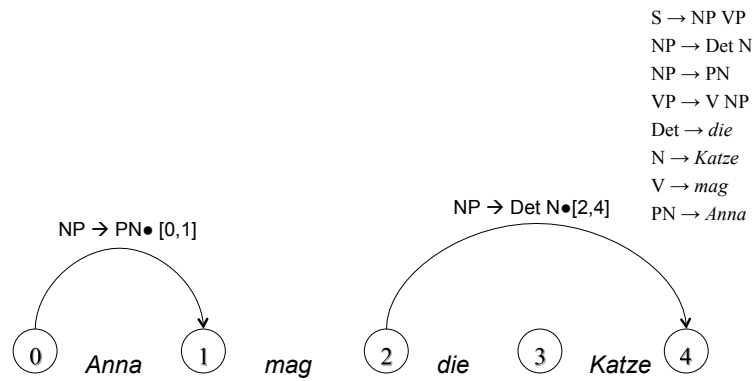 S → NP VP
NP → Det N
NP → PN
VP → V NP
Det → die
N → Katze
V → mag
PN → Anna
NP → Det N●[2,4]
NP → PN● [0,1]
0 Anna 1 mag 2 die 3 Katze 4